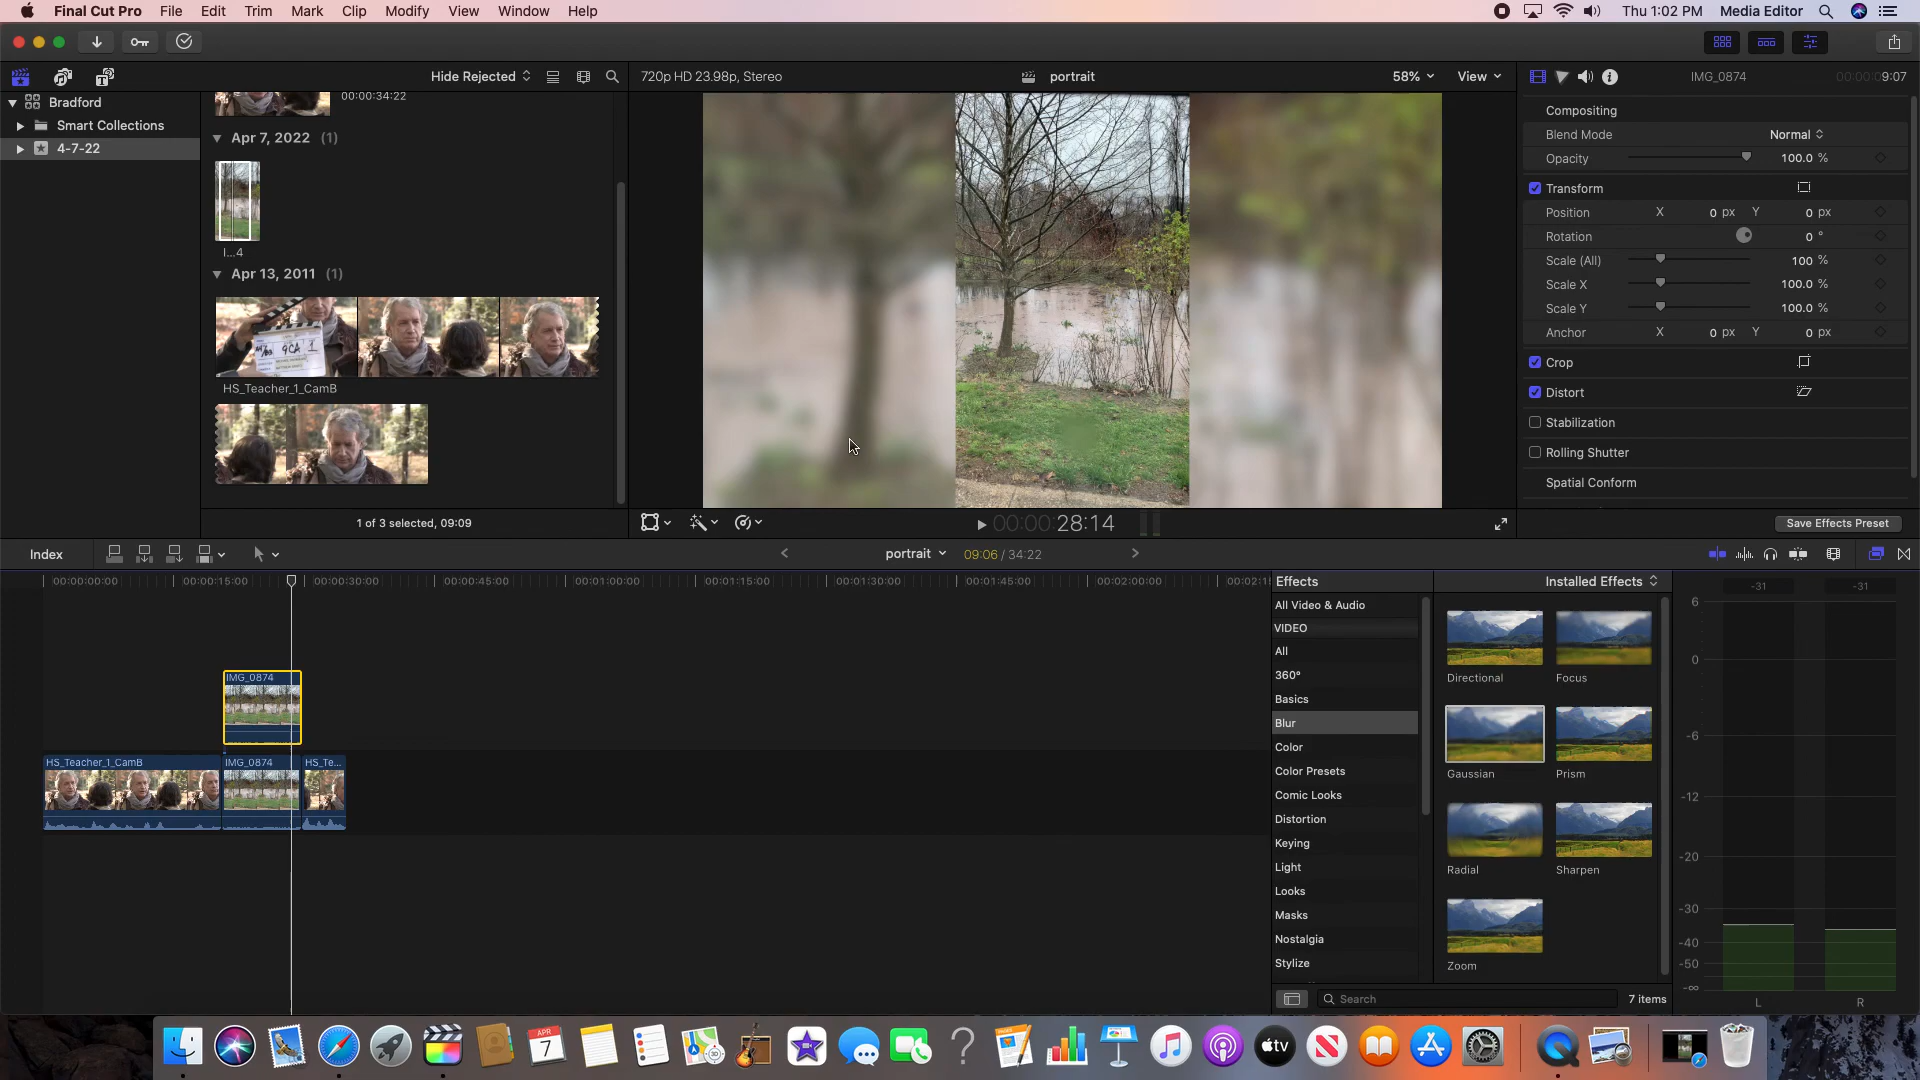 Final Cut Pro File Edit Trim Mark Clip Modify View Window Help Thu 1:02 PM Media Editor
Hide Rejected 720p HD 23.98p, Stereo portrait 58% View IMG_0874 00:00:09:07
Bradford
Smart Collections
4-7-22
00:00:34:22
Apr 7, 2022 (1)
I...4
Apr 13, 2011 (1)
HS_Teacher_1_CamB
1 of 3 selected, 09:09
00:00:28:14
Compositing
Blend Mode Normal
Opacity 100.0 %
Transform
Position X 0 px Y 0 px
Rotation 0 °
Scale (All) 100 %
Scale X 100.0 %
Scale Y 100.0 %
Anchor X 0 px Y 0 px
Crop
Distort
Stabilization
Rolling Shutter
Spatial Conform
Save Effects Preset
Index portrait 09:06 / 34:22
00:00:00:00 00:00:15:00 00:00:30:00 00:00:45:00 00:01:00:00 00:01:15:00 00:01:30:00 00:01:45:00 00:02:00:00 00:02:15
IMG_0874
HS_Teacher_1_CamB IMG_0874 HS_Te...
Effects Installed Effects
All Video & Audio
VIDEO
All
360°
Basics
Blur
Color
Color Presets
Comic Looks
Distortion
Keying
Light
Looks
Masks
Nostalgia
Stylize
Directional Focus
Gaussian Prism
Radial Sharpen
Zoom
Search 7 items
-31 -31
6
0
-6
-12
-20
-30
-40
-50
-∞
L R
APR
7
tv